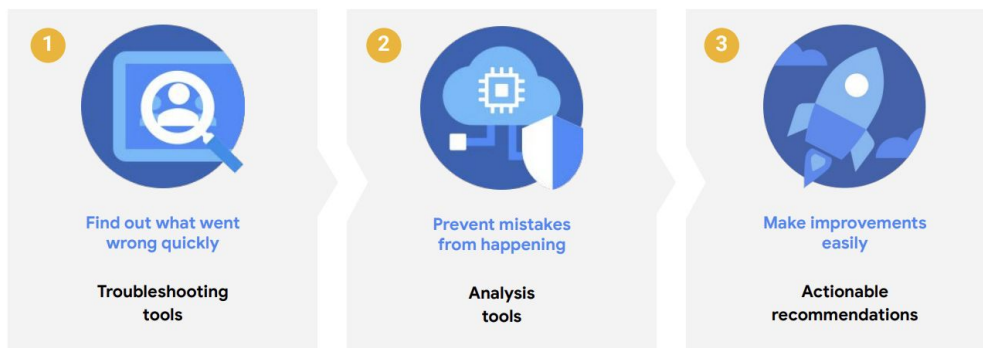 1
Find out what went
wrong quickly
Troubleshooting
tools
2
Prevent mistakes
from happening
Analysis
tools
3
Make improvements
easily
Actionable
recommendations